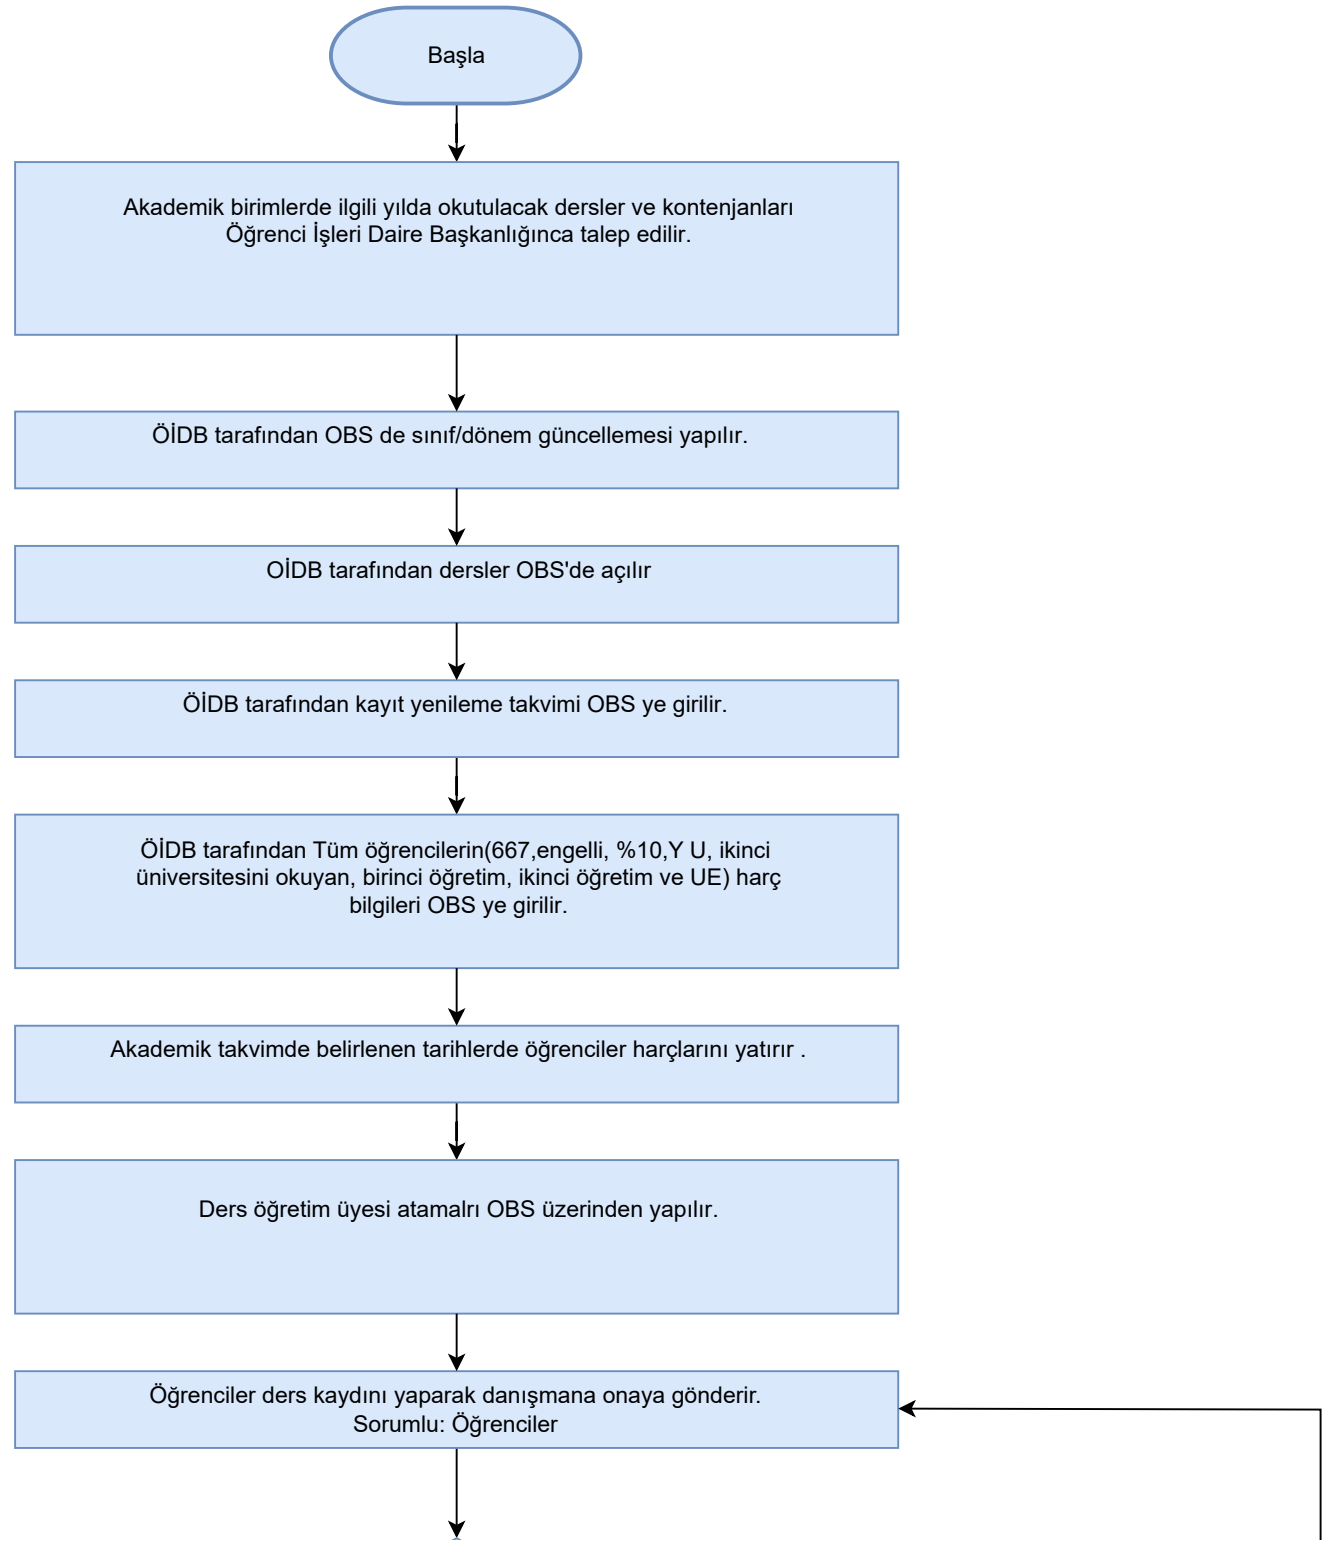 Başla
Akademik birimlerde ilgili yılda okutulacak dersler ve kontenjanları
Öğrenci İşleri Daire Başkanlığınca talep edilir.
ÖİDB tarafından OBS de sınıf/dönem güncellemesi yapılır.
OİDB tarafından dersler OBS'de açılır
ÖİDB tarafından kayıt yenileme takvimi OBS ye girilir.
ÖİDB tarafından Tüm öğrencilerin(667,engelli, %10,Y U, ikinci
üniversitesini okuyan, birinci öğretim, ikinci öğretim ve UE) harç
bilgileri OBS ye girilir.
Akademik takvimde belirlenen tarihlerde öğrenciler harçlarını yatırır .
Ders öğretim üyesi atamalrı OBS üzerinden yapılır.
Öğrenciler ders kaydını yaparak danışmana onaya gönderir.
Sorumlu: Öğrenciler